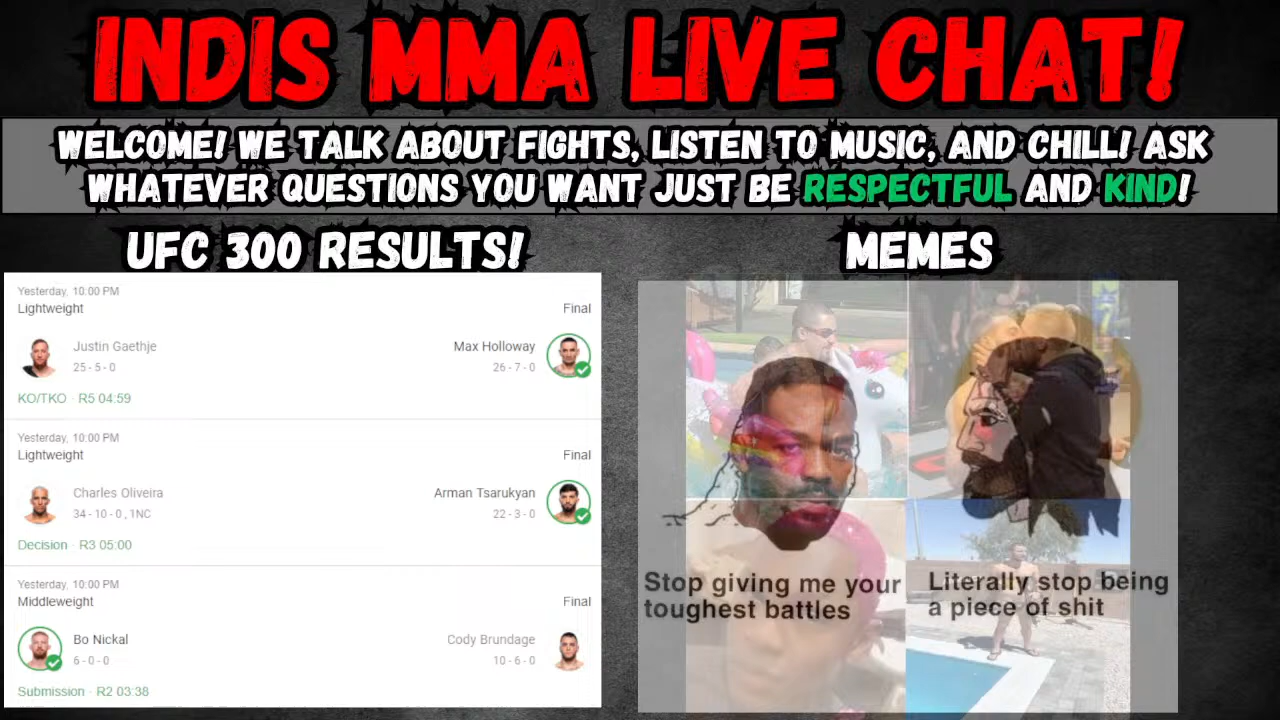 INDIS MMA LIVE CHAT!
WELCOME! WE TALK ABOUT FIGHTS, LISTEN TO MUSIC, AND CHILL! ASK
WHATEVER QUESTIONS YOU WANT JUST BE RESPECTFUL AND KIND!
UFC 300 RESULTS!
Yesterday, 10:00 PM
Lightweight
Final
Justin Gaethje
25 - 5 - 0
Max Holloway
26 - 7 - 0
KO/TKO · R5 04:59
Yesterday, 10:00 PM
Lightweight
Final
Charles Oliveira
34 - 10 - 0 , 1NC
Arman Tsarukyan
22 - 3 - 0
Decision · R3 05:00
Yesterday, 10:00 PM
Middleweight
Final
Bo Nickal
6 - 0 - 0
Cody Brundage
10 - 6 - 0
Submission · R2 03:38
MEMES
Stop giving me your
toughest battles
Literally stop being
a piece of shit